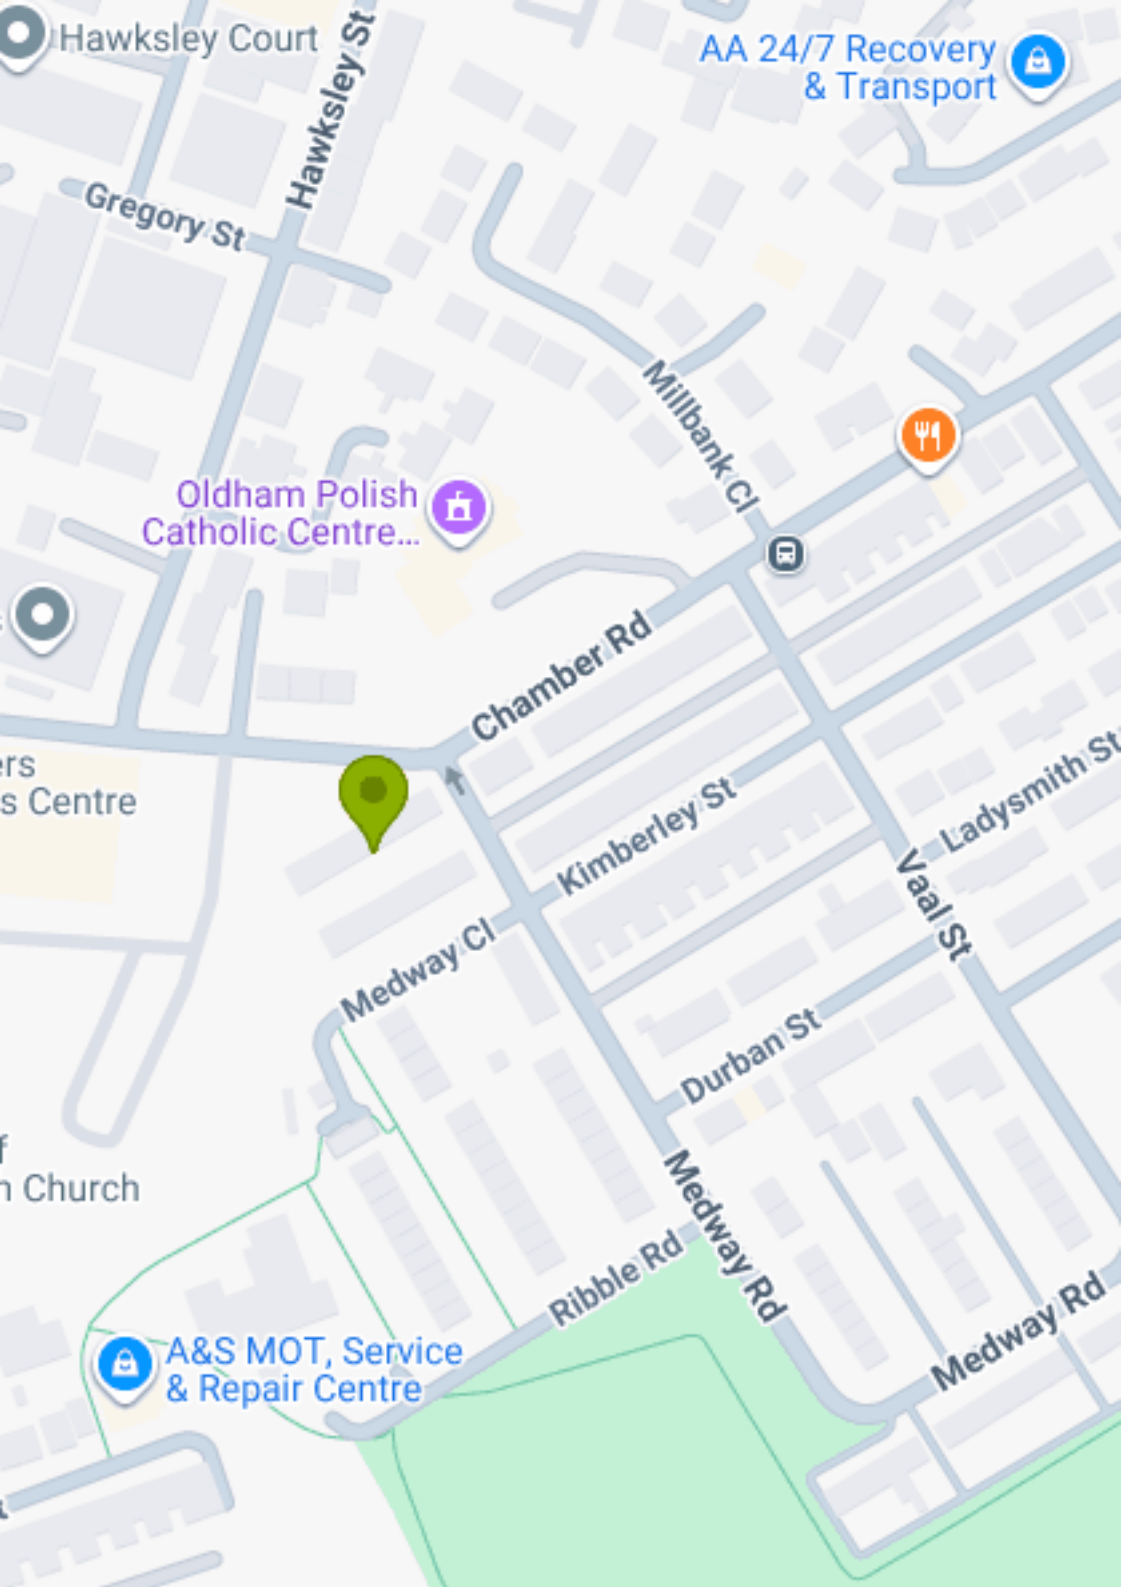 Hawksley Court
Hawksley St
AA 24/7 Recovery
& Transport
Gregory St
Millbank Cl
Oldham Polish
Catholic Centre...
Chamber Rd
ers
s Centre
Kimberley St
Ladysmith St
Vaal St
Medway Cl
Durban St
n Church
Medway Rd
Ribble Rd
Medway Rd
A&S MOT, Service
& Repair Centre